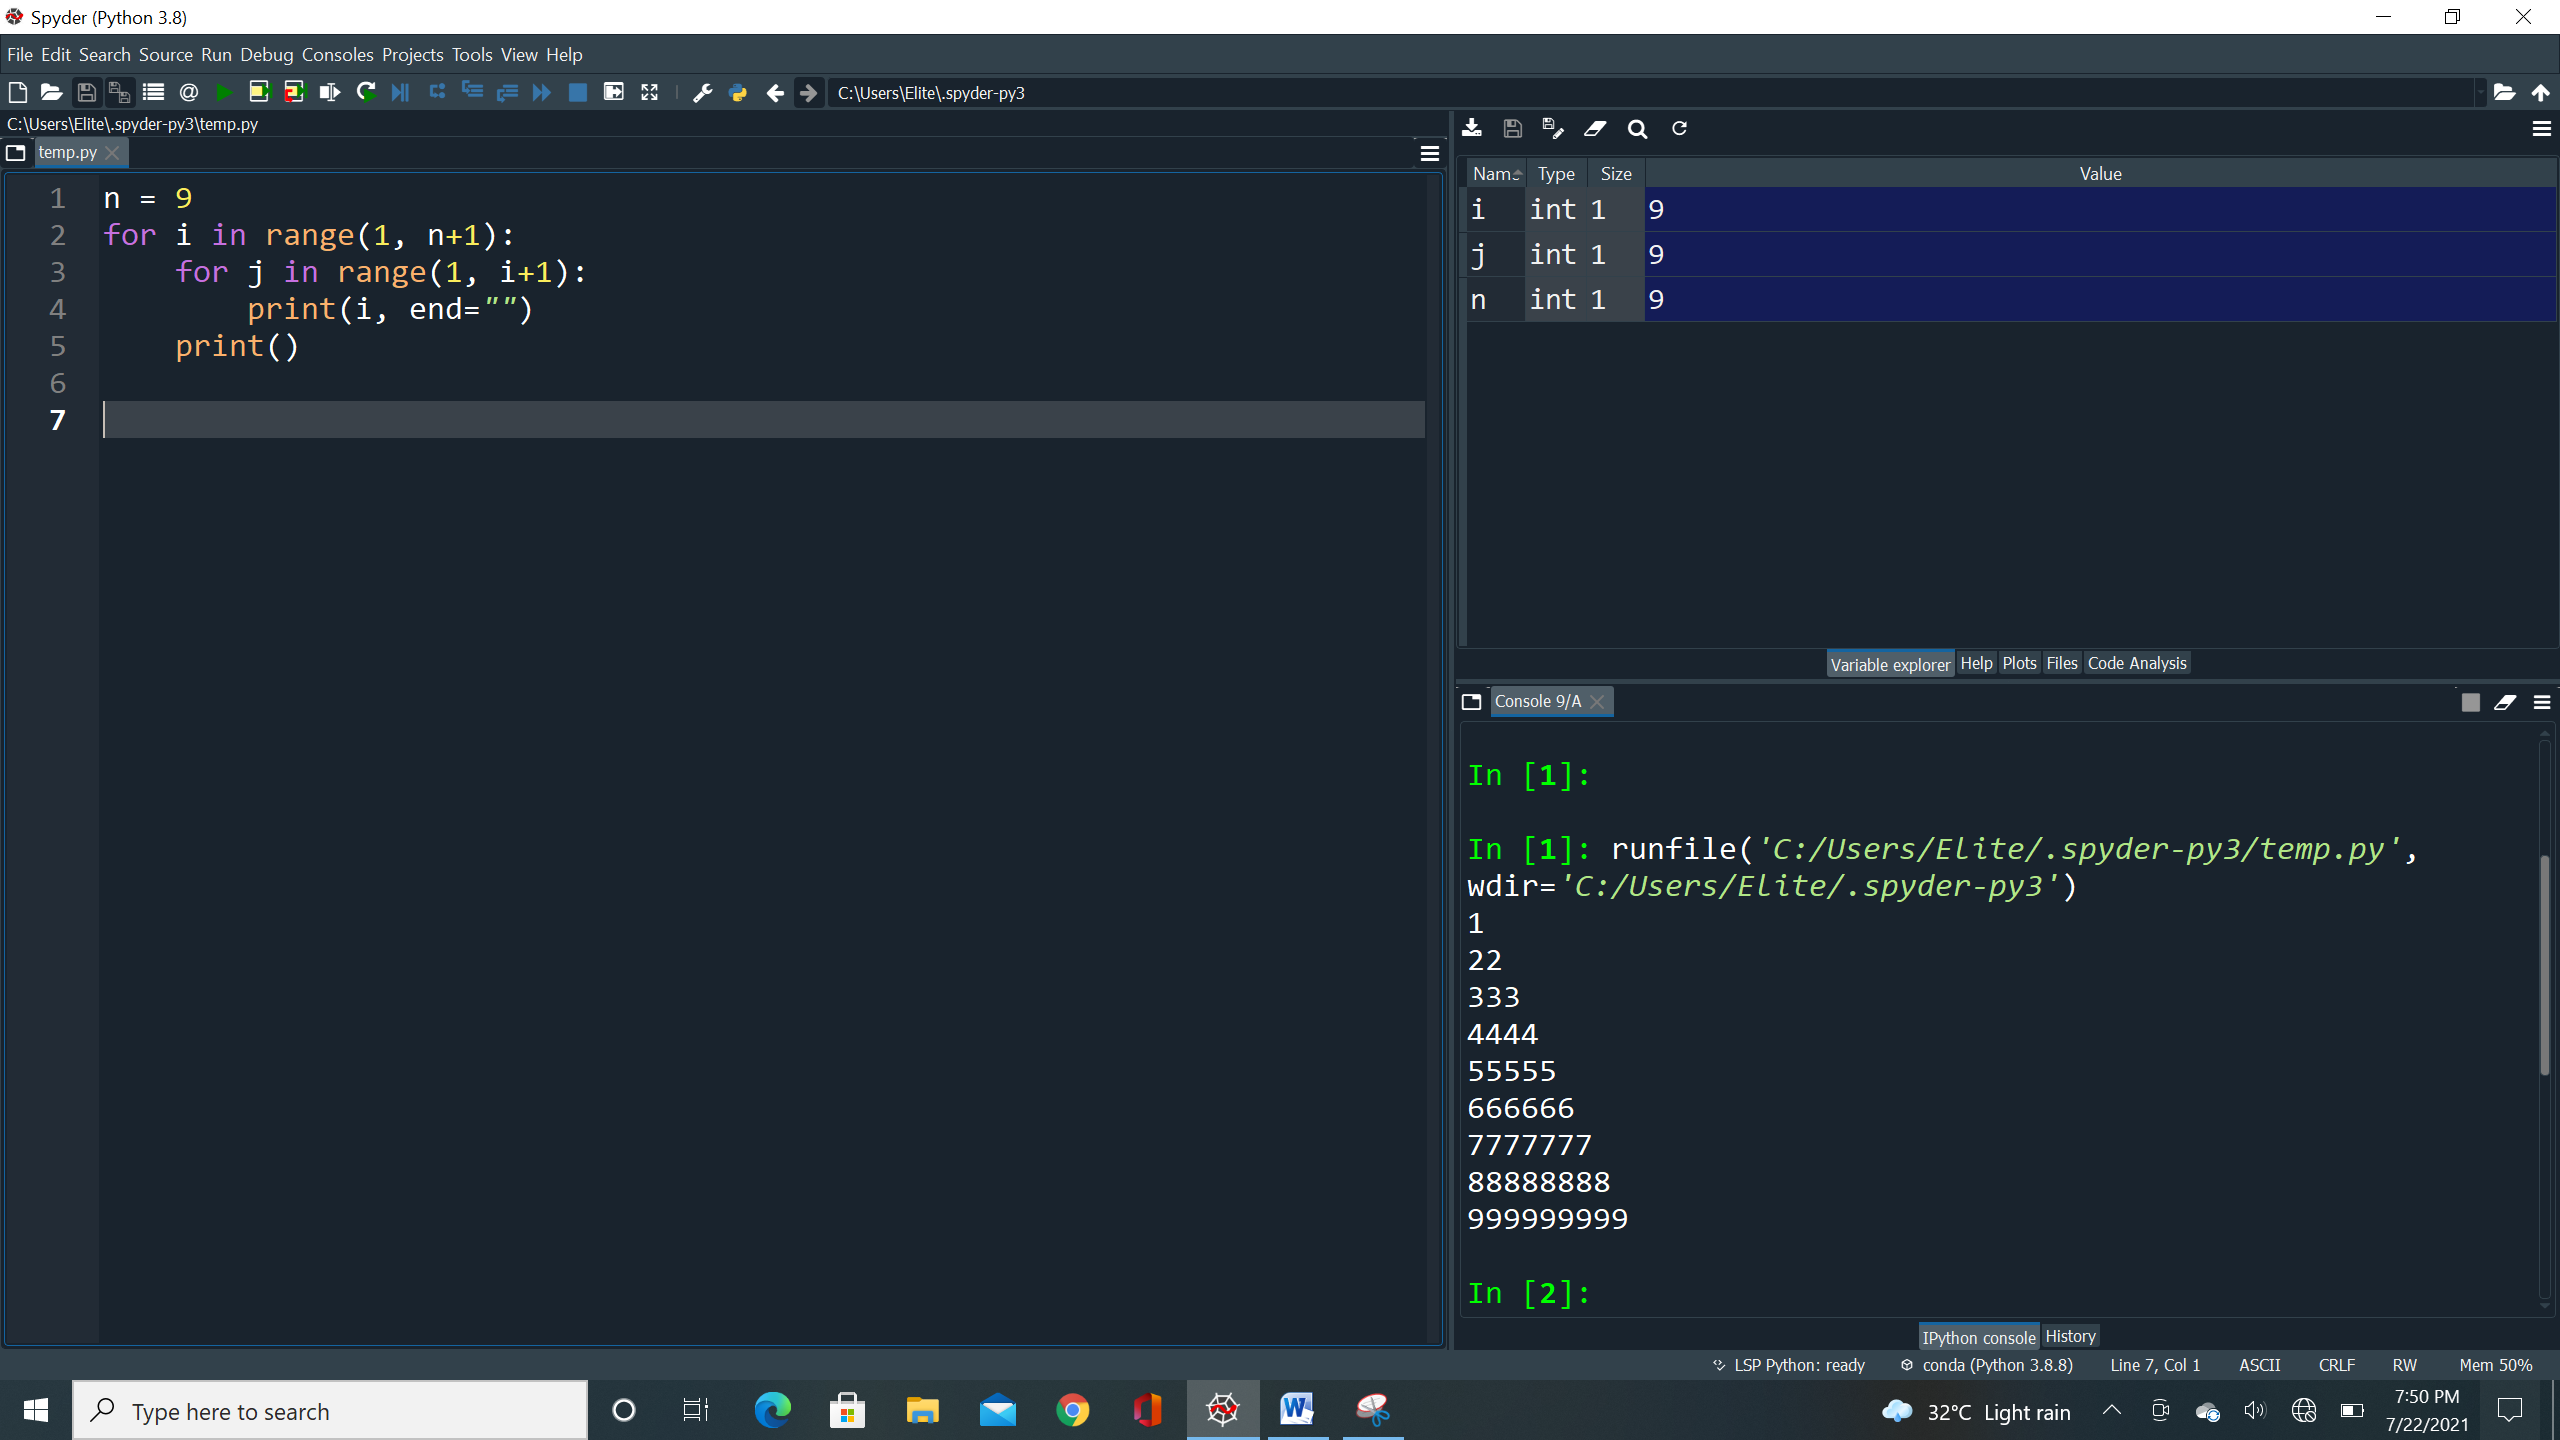 Spyder (Python 3.8)
File Edit Search Source Run Debug Consoles Projects Tools View Help
C:\Users\Elite\.spyder-py3
C:\Users\Elite\.spyder-py3\temp.py
temp.py
1 n = 9
2 for i in range(1, n+1):
3     for j in range(1, i+1):
4         print(i, end="")
5     print()
6
7
Name Type Size Value
i int 1 9
j int 1 9
n int 1 9
Variable explorer Help Plots Files Code Analysis
Console 9/A
In [1]:
In [1]: runfile('C:/Users/Elite/.spyder-py3/temp.py',
wdir='C:/Users/Elite/.spyder-py3')
1
22
333
4444
55555
666666
7777777
88888888
999999999
In [2]:
IPython console History
LSP Python: ready conda (Python 3.8.8) Line 7, Col 1 ASCII CRLF RW Mem 50%
Type here to search
32°C Light rain
7:50 PM
7/22/2021